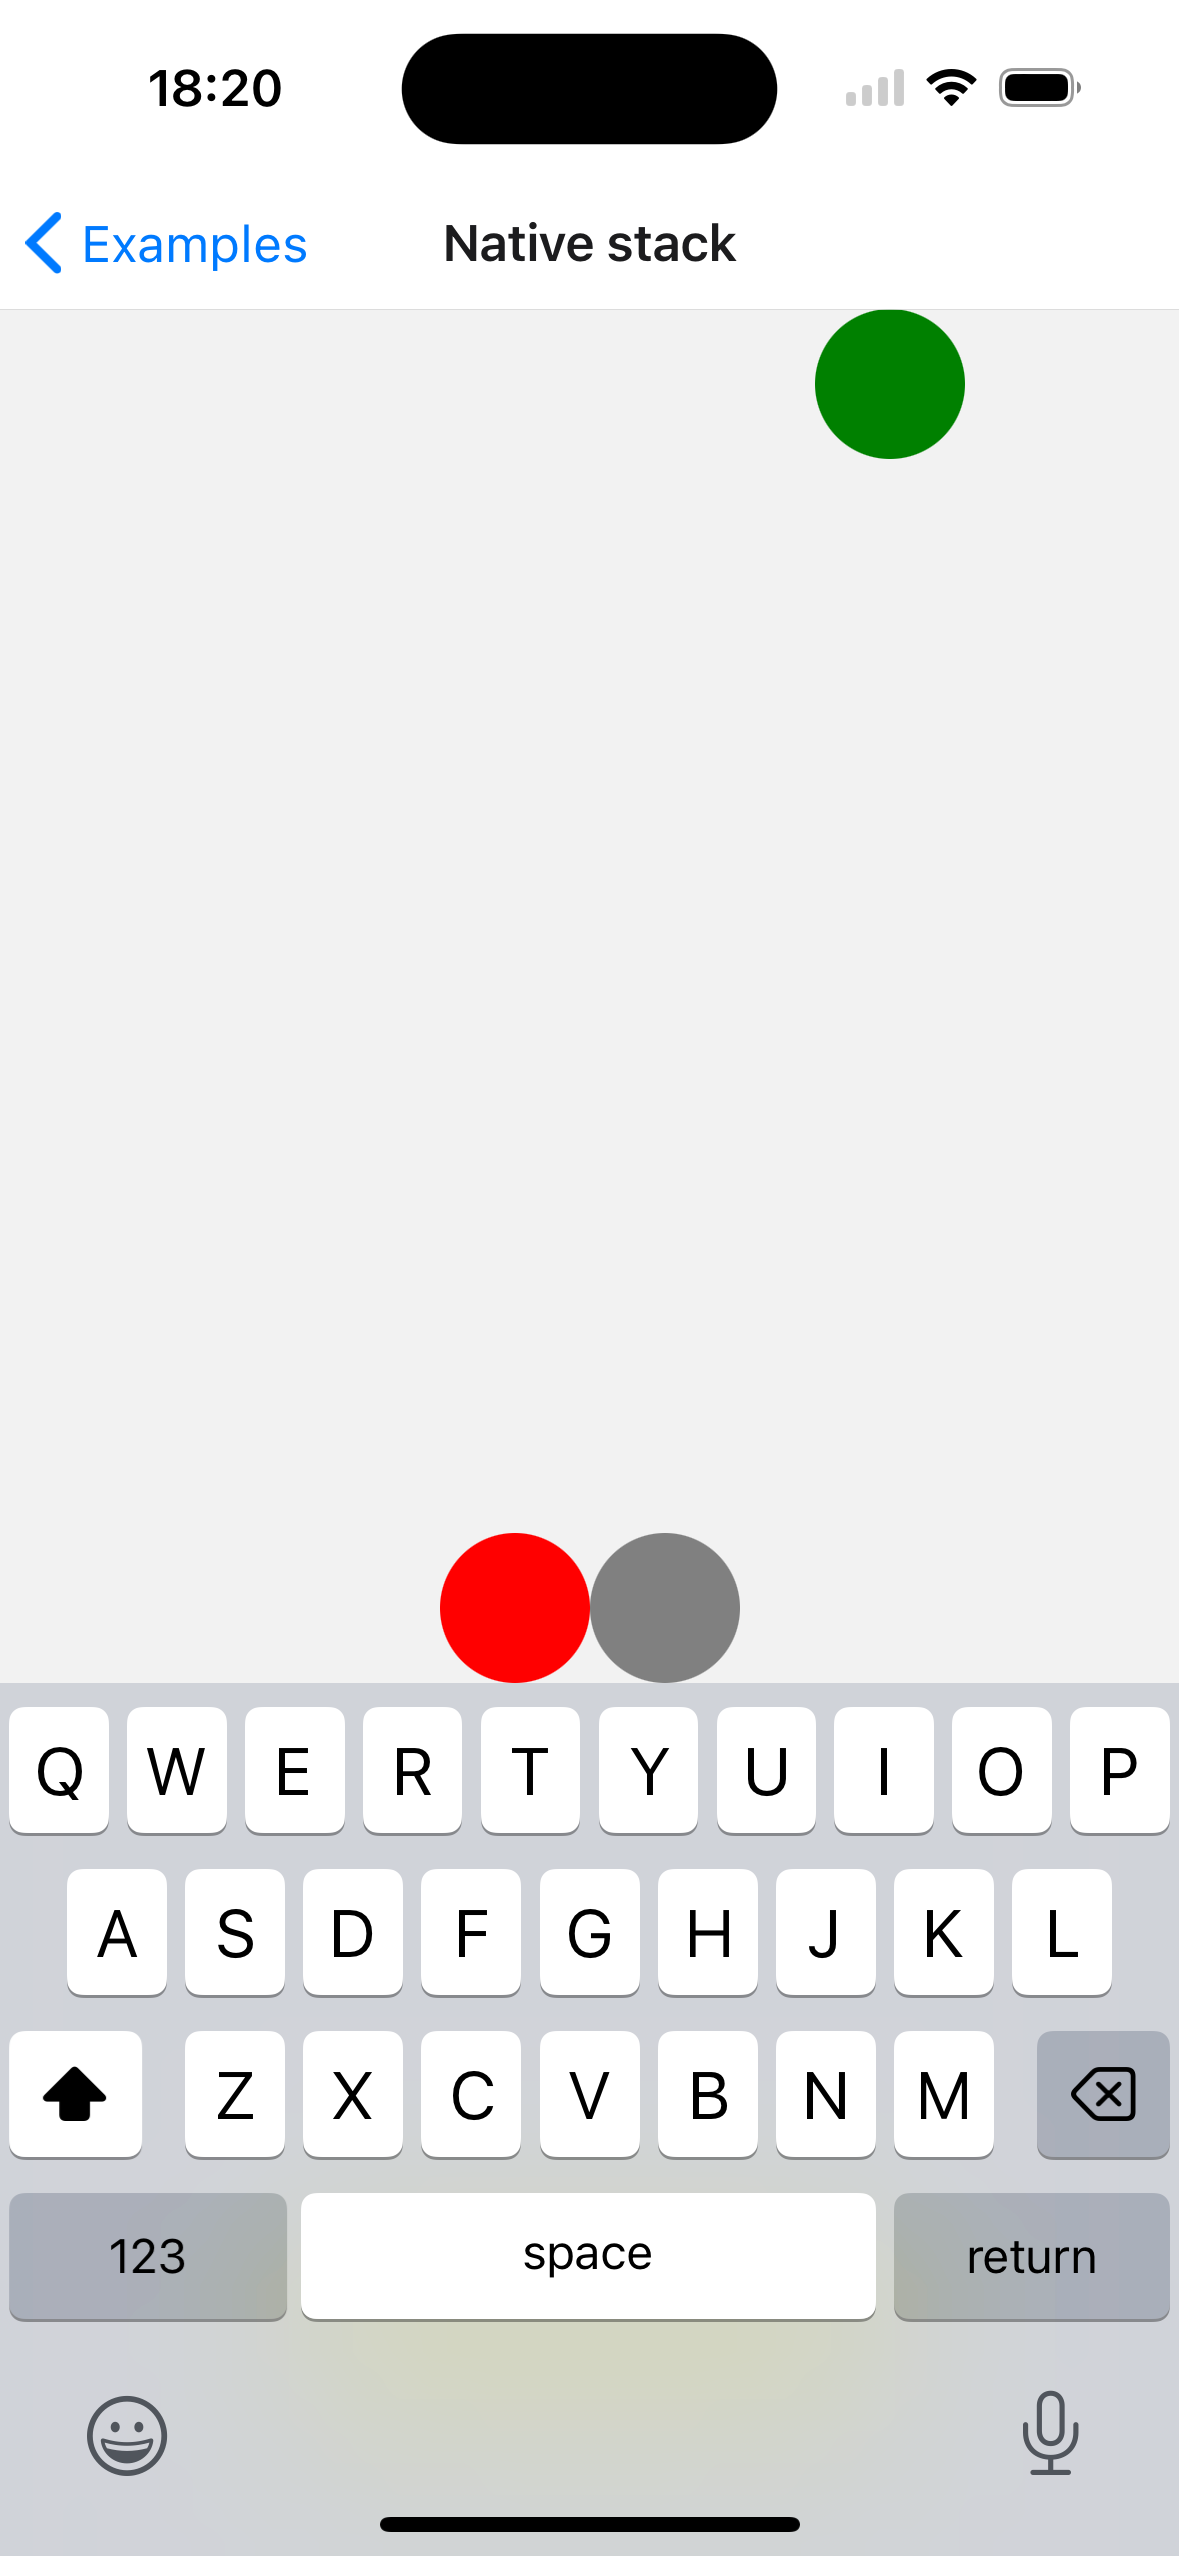 18:20
Examples Native stack
Q W E R T Y U I O P
A S D F G H J K L
Z X C V B N M
123 space return